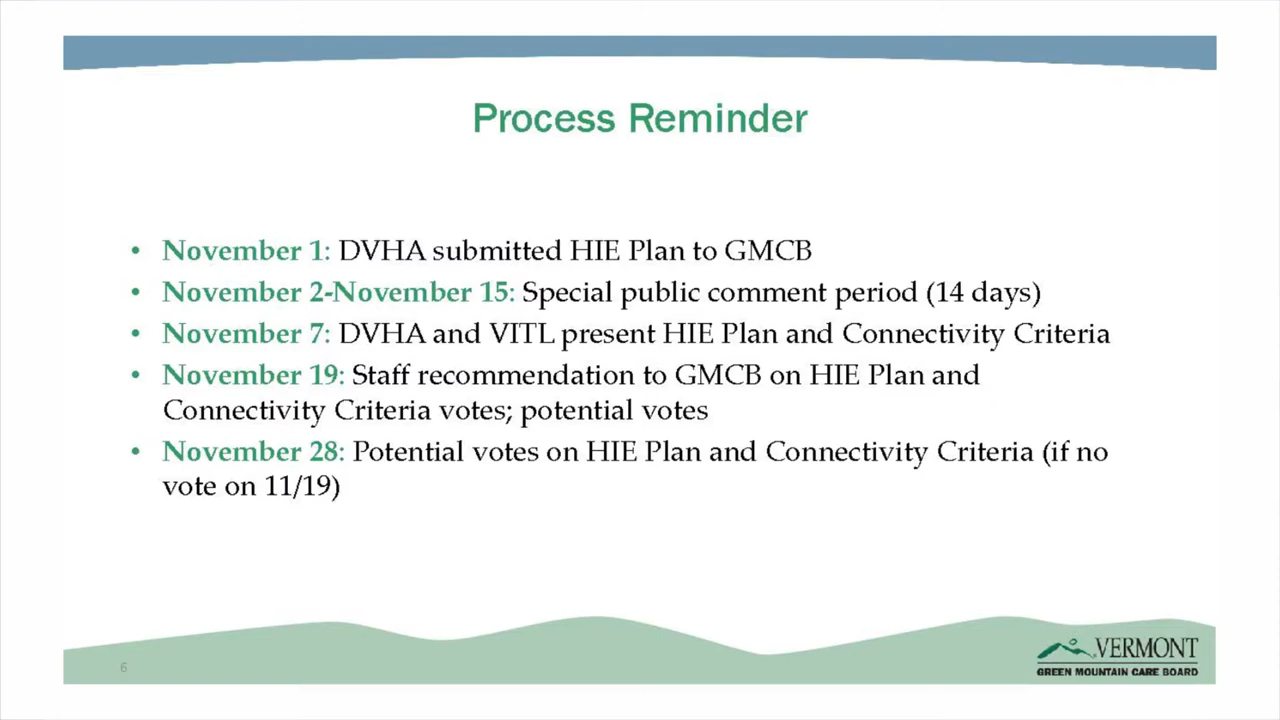 Process Reminder
• November 1: DVHA submitted HIE Plan to GMCB
• November 2-November 15: Special public comment period (14 days)
• November 7: DVHA and VITL present HIE Plan and Connectivity Criteria
• November 19: Staff recommendation to GMCB on HIE Plan and
Connectivity Criteria votes; potential votes
• November 28: Potential votes on HIE Plan and Connectivity Criteria (if no
vote on 11/19)
6
VERMONT
GREEN MOUNTAIN CARE BOARD